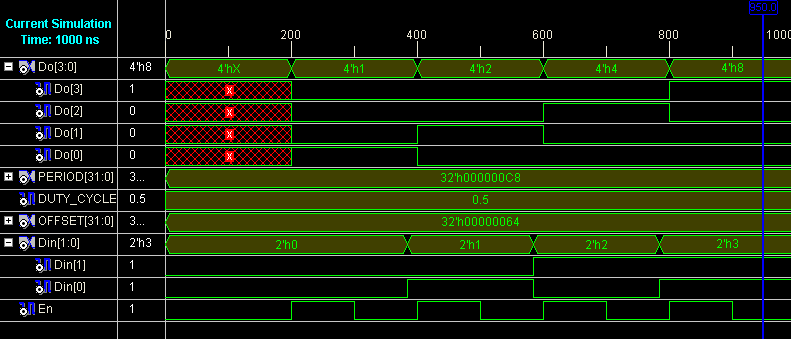 Current Simulation
Time: 1000 ns
950.0
0 200 400 600 800 1000
Do[3:0] 4'h8 4'hX 4'h1 4'h2 4'h4 4'h8
Do[3] 1 X
Do[2] 0 X
Do[1] 0 X
Do[0] 0 X
PERIOD[31:0] 3... 32'h000000C8
DUTY_CYCLE 0.5 0.5
OFFSET[31:0] 3... 32'h00000064
Din[1:0] 2'h3 2'h0 2'h1 2'h2 2'h3
Din[1] 1
Din[0] 1
En 1